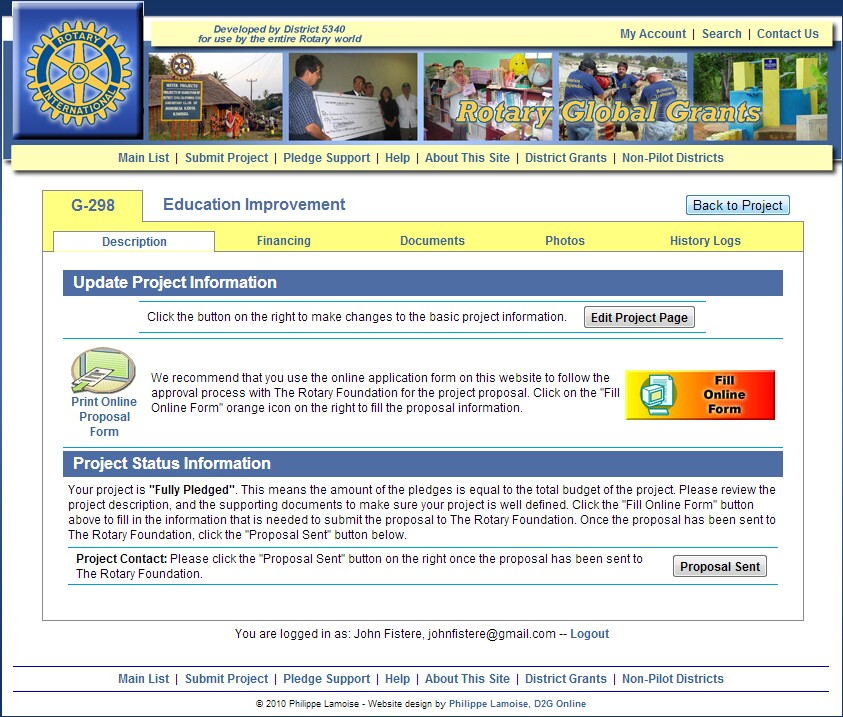 ROTARY
INTERNATIONAL
Developed by District 5340
for use by the entire Rotary world
My Account | Search | Contact Us
WATER PROJECTS
Rotary Global Grants
Main List | Submit Project | Pledge Support | Help | About This Site | District Grants | Non-Pilot Districts
G-298
Education Improvement
Back to Project
Description
Financing
Documents
Photos
History Logs
Update Project Information
Click the button on the right to make changes to the basic project information.
Edit Project Page
Print Online
Proposal
Form
We recommend that you use the online application form on this website to follow the
approval process with The Rotary Foundation for the project proposal. Click on the "Fill
Online Form" orange icon on the right to fill the proposal information.
Fill
Online
Form
Project Status Information
Your project is "Fully Pledged". This means the amount of the pledges is equal to the total budget of the project. Please review the
project description, and the supporting documents to make sure your project is well defined. Click the "Fill Online Form" button
above to fill in the information that is needed to submit the proposal to The Rotary Foundation. Once the proposal has been sent to
The Rotary Foundation, click the "Proposal Sent" button below.
Project Contact: Please click the "Proposal Sent" button on the right once the proposal has been sent to
The Rotary Foundation.
Proposal Sent
You are logged in as: John Fistere, johnfistere@gmail.com -- Logout
Main List | Submit Project | Pledge Support | Help | About This Site | District Grants | Non-Pilot Districts
© 2010 Philippe Lamoise - Website design by Philippe Lamoise, D2G Online